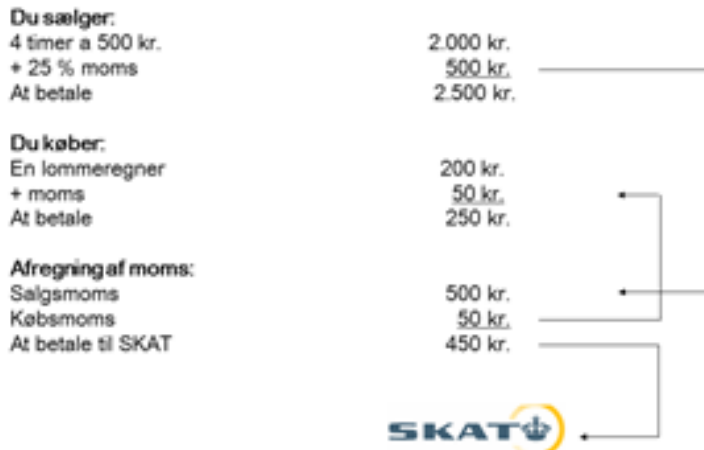 Du sælger:
4 timer a 500 kr. 2.000 kr.
+ 25 % moms 500 kr.
At betale 2.500 kr.
Du køber:
En lommeregner 200 kr.
+ moms 50 kr.
At betale 250 kr.
Afregning af moms:
Salgsmoms 500 kr.
Købsmoms 50 kr.
At betale til SKAT 450 kr.
SKAT